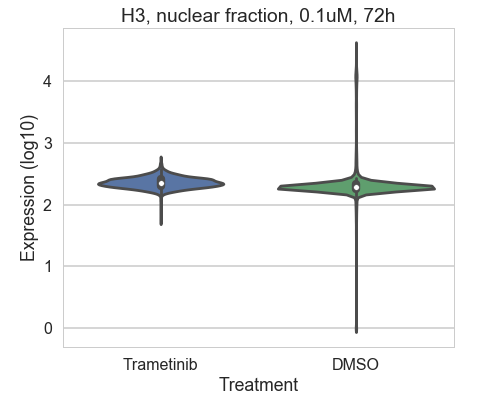 H3, nuclear fraction, 0.1uM, 72h
Expression (log10)
4
3
2
1
0
Trametinib
DMSO
Treatment